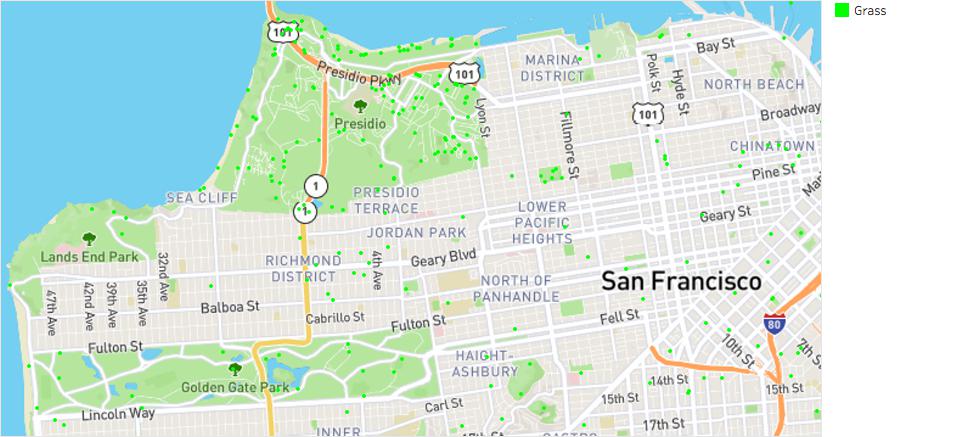 Grass
101
Presidio Pkwy
101
MARINA
DISTRICT
Bay St
Polk St
Hyde St
NORTH BEACH
Presidio
Lyon St
Fillmore St
101
Broadway
CHINATOWN
Pine St
1
SEA CLIFF
PRESIDIO
TERRACE
1
LOWER
PACIFIC
HEIGHTS
Geary St
JORDAN PARK
Lands End Park
32nd Ave
RICHMOND
DISTRICT
4th Ave
Geary Blvd
NORTH OF
PANHANDLE
San Francisco
47th Ave
42nd Ave
39th Ave
35th Ave
Balboa St
Cabrillo St
Fulton St
Fell St
80
10th St
7th St
Fulton St
HAIGHT-
ASHBURY
Golden Gate Park
14th St
15th St
15th St
Lincoln Way
Carl St
17th St
INNER